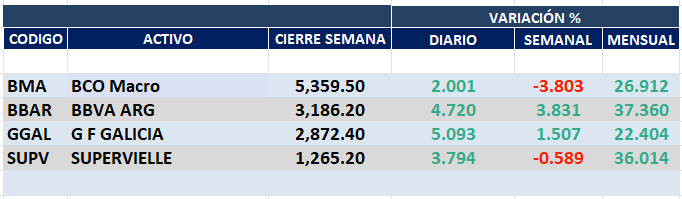 VARIACIÓN %
CODIGO ACTIVO CIERRE SEMANA DIARIO SEMANAL MENSUAL
BMA BCO Macro 5,359.50 2.001 -3.803 26.912
BBAR BBVA ARG 3,186.20 4.720 3.831 37.360
GGAL G F GALICIA 2,872.40 5.093 1.507 22.404
SUPV SUPERVIELLE 1,265.20 3.794 -0.589 36.014